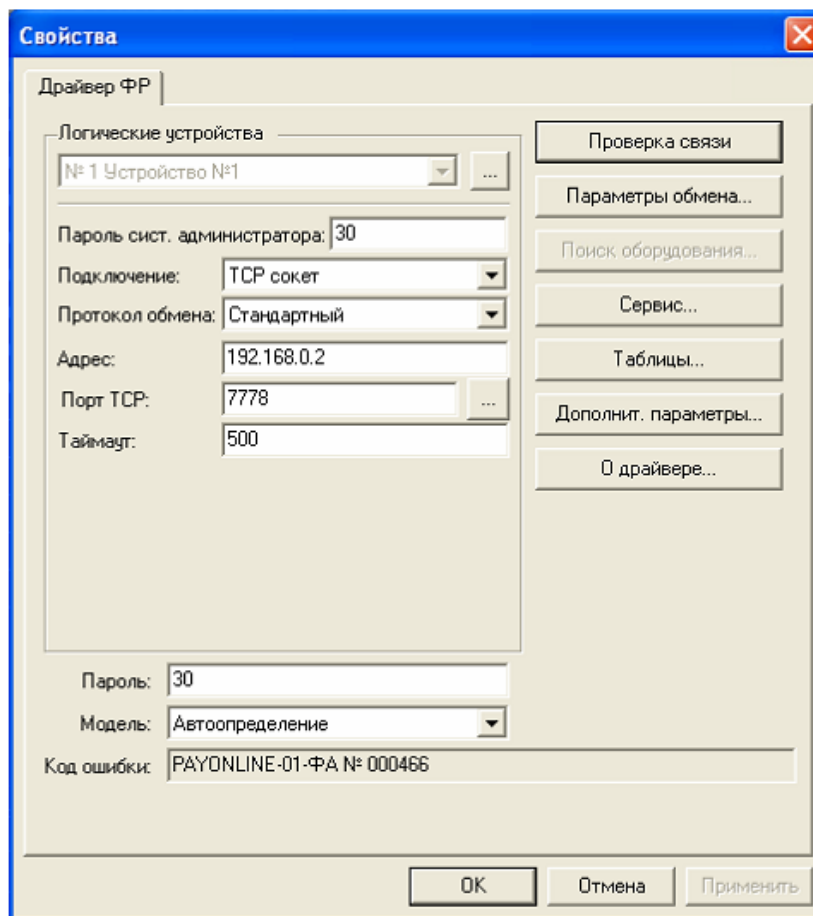 Свойства
Драйвер ФР
Логические устройства
№ 1 Устройство №1
...
Пароль сист. администратора: 30
Подключение: TCP сокет
Протокол обмена: Стандартный
Адрес: 192.168.0.2
Порт TCP: 7778 ...
Таймаут: 500
Проверка связи
Параметры обмена...
Поиск оборудования...
Сервис...
Таблицы...
Дополнит. параметры...
О драйвере...
Пароль: 30
Модель: Автоопределение
Код ошибки: PAYONLINE-01-ФА № 000466
OK Отмена Применить